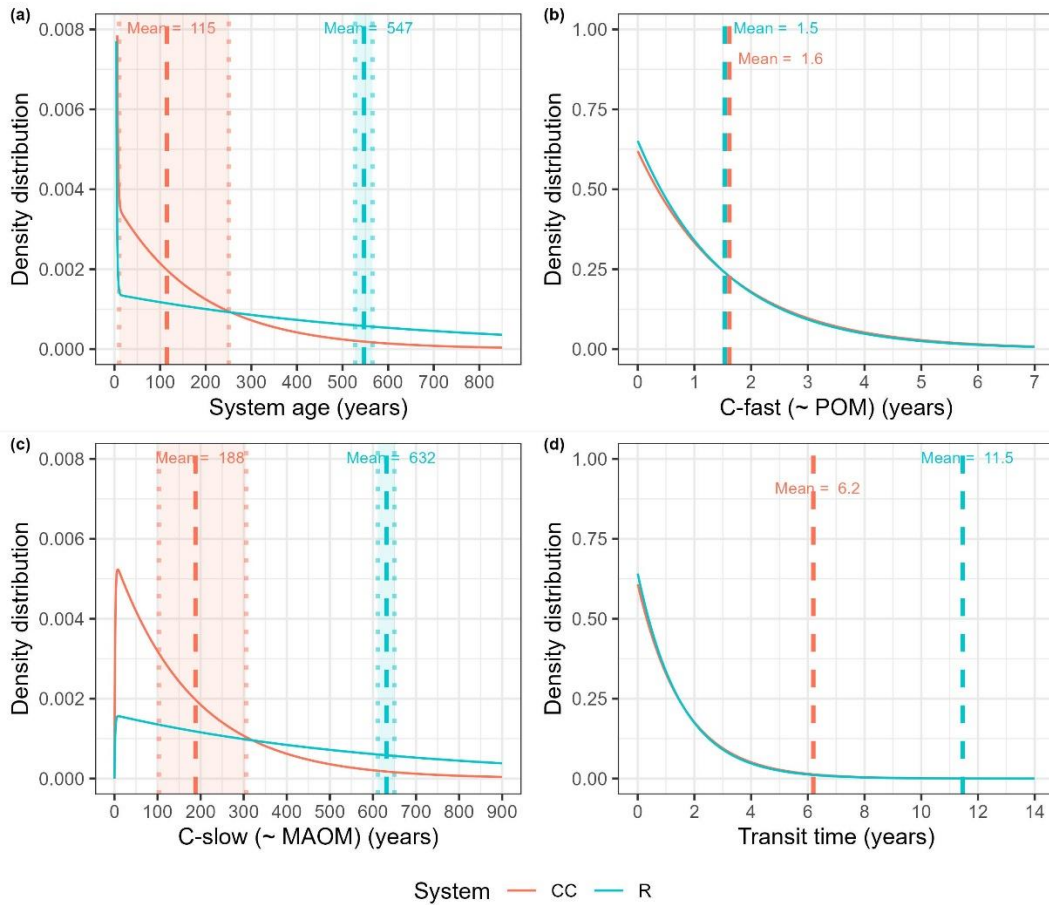 (a)
Mean = 115
Mean = 547
0.008
0.006
0.004
0.002
0.000
Density distribution
0 100 200 300 400 500 600 700 800
System age (years)
(b)
Mean = 1.5
Mean = 1.6
1.00
0.75
0.50
0.25
0.00
Density distribution
0 1 2 3 4 5 6 7
C-fast (~ POM) (years)
(c)
Mean = 188
Mean = 632
0.008
0.006
0.004
0.002
0.000
Density distribution
0 100 200 300 400 500 600 700 800 900
C-slow (~ MAOM) (years)
(d)
Mean = 11.5
Mean = 6.2
1.00
0.75
0.50
0.25
0.00
Density distribution
0 2 4 6 8 10 12 14
Transit time (years)
System CC R